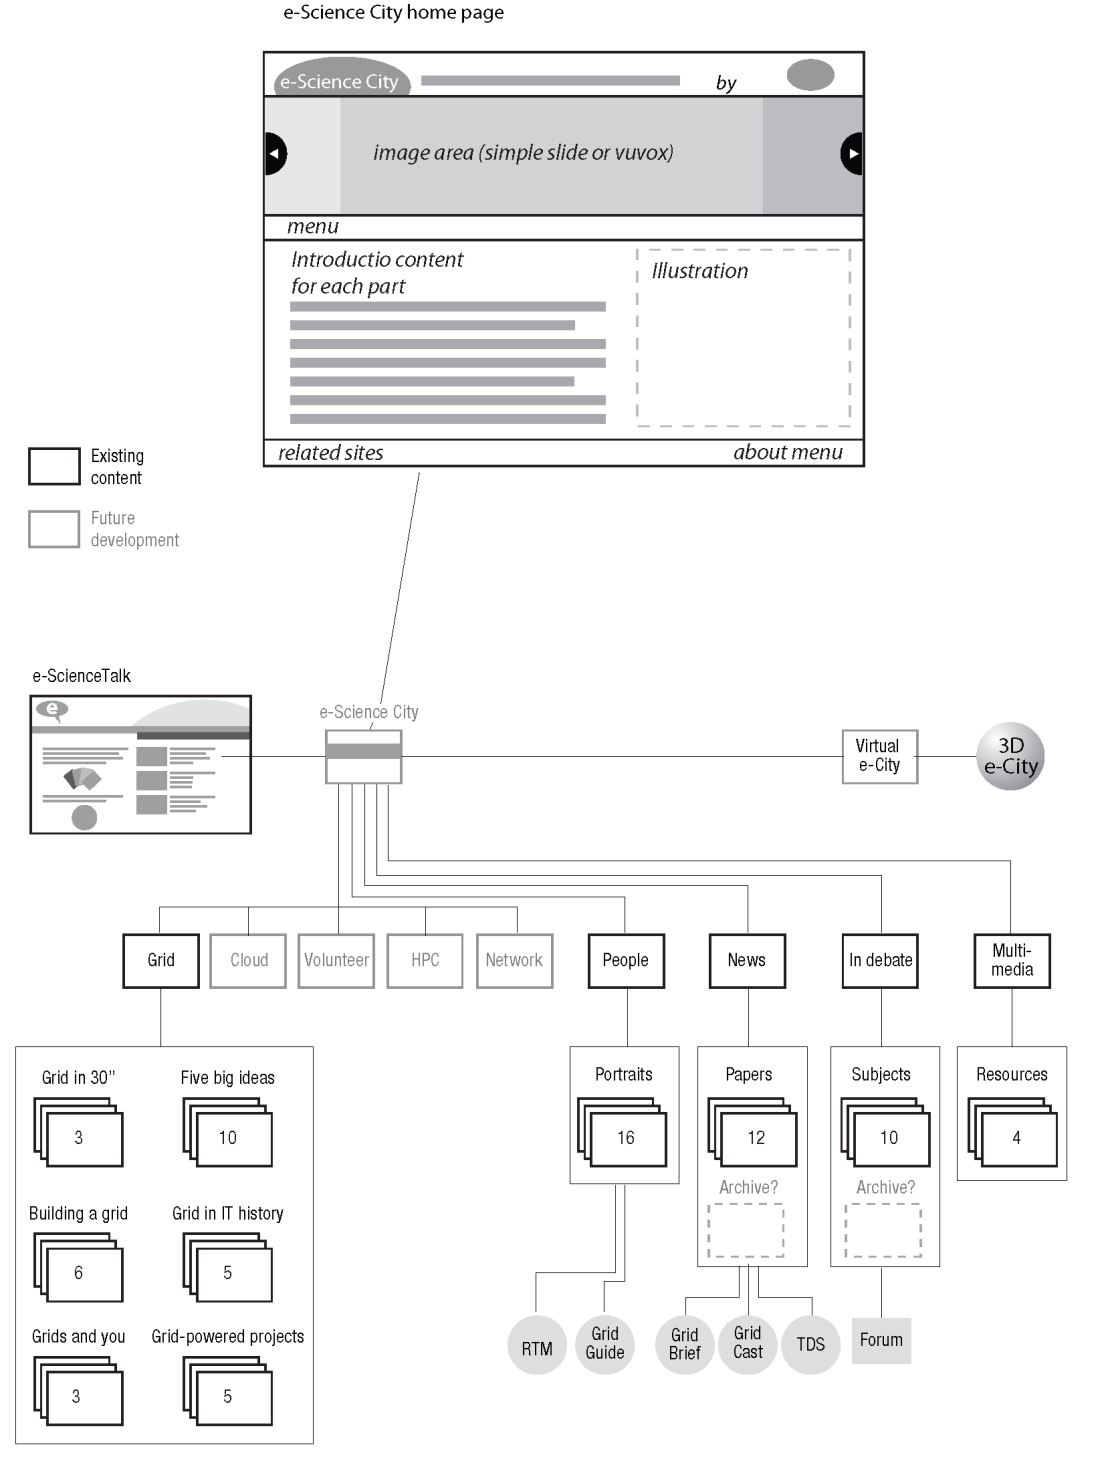 e-Science City home page
e-Science City
by
image area (simple slide or vuvox)
menu
Introductio content
for each part
Illustration
related sites
about menu
Existing
content
Future
development
e-ScienceTalk
e
e-Science City
Virtual
e-City
3D
e-City
Grid
Cloud
Volunteer
HPC
Network
People
News
In debate
Multi-
media
Grid in 30”
3
Five big ideas
10
Building a grid
6
Grid in IT history
5
Grids and you
3
Grid-powered projects
5
Portraits
16
Papers
12
Archive?
Subjects
10
Archive?
Resources
4
RTM
Grid
Guide
Grid
Brief
Grid
Cast
TDS
Forum